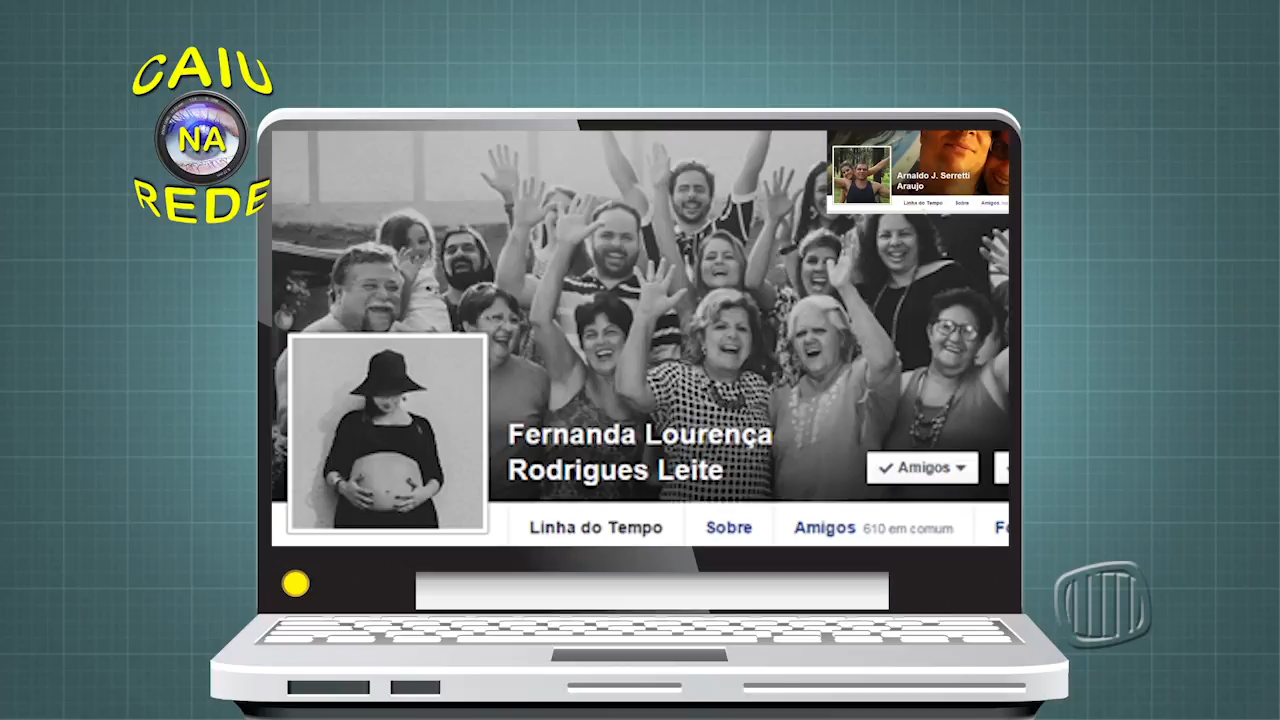 CAIU
NA
REDE
Arnaldo J. Serretti
Araujo
Linha do Tempo Sobre Amigos
Fernanda Lourença
Rodrigues Leite
Amigos
Linha do Tempo Sobre Amigos 610 em comum